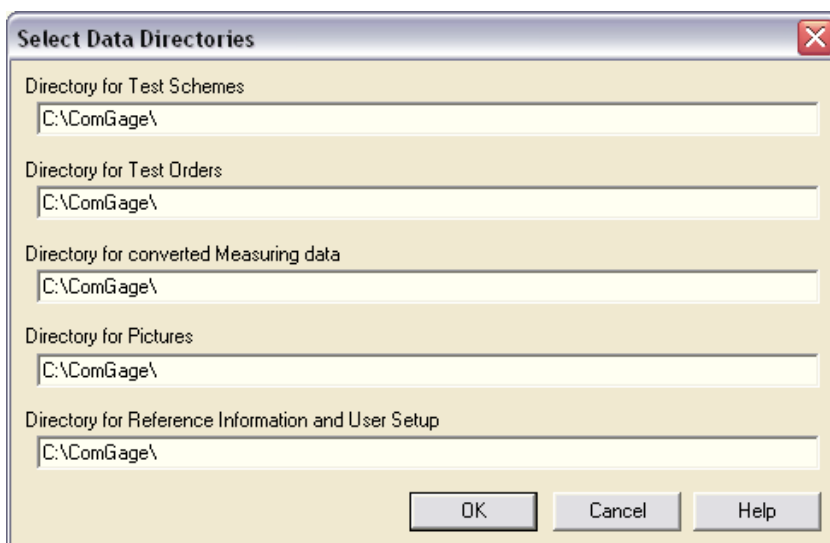 Select Data Directories
Directory for Test Schemes
C:\ComGage\
Directory for Test Orders
C:\ComGage\
Directory for converted Measuring data
C:\ComGage\
Directory for Pictures
C:\ComGage\
Directory for Reference Information and User Setup
C:\ComGage\
OK Cancel Help